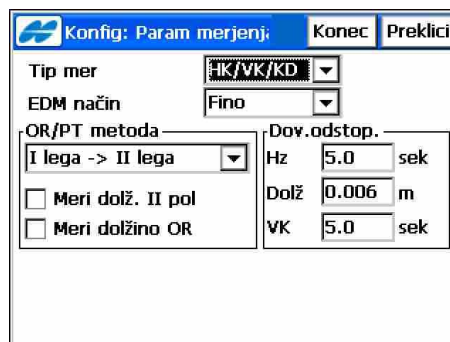 Konfig: Param merjenja Konec Preklici
Tip mer HK/VK/KD
EDM način Fino
OR/PT metoda
I lega -> II lega
Meri dolž. II pol
Meri dolžino OR
Dov.odstop.
Hz 5.0 sek
Dolž 0.006 m
VK 5.0 sek